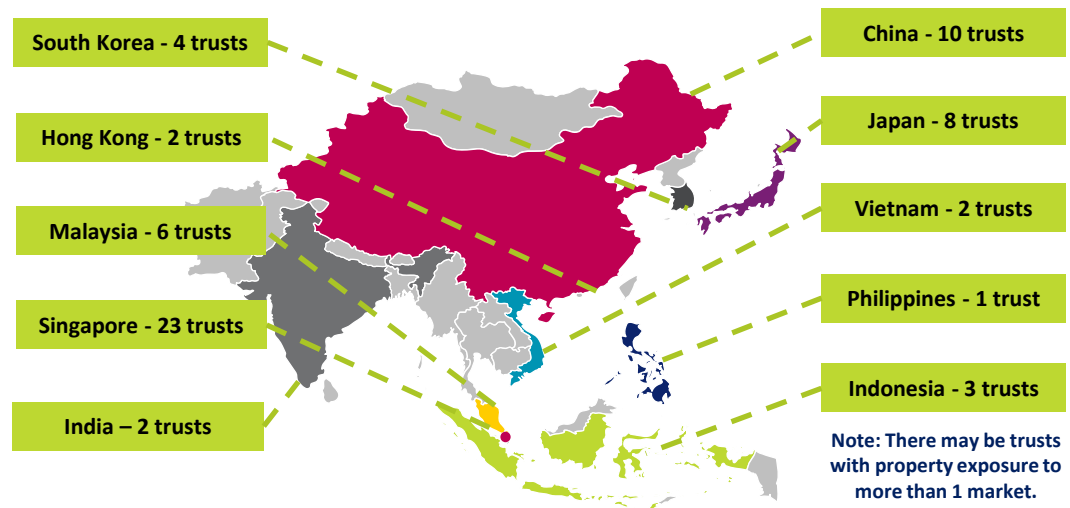 South Korea - 4 trusts
Hong Kong - 2 trusts
Malaysia - 6 trusts
Singapore - 23 trusts
India – 2 trusts
China - 10 trusts
Japan - 8 trusts
Vietnam - 2 trusts
Philippines - 1 trust
Indonesia - 3 trusts
Note: There may be trusts
with property exposure to
more than 1 market.